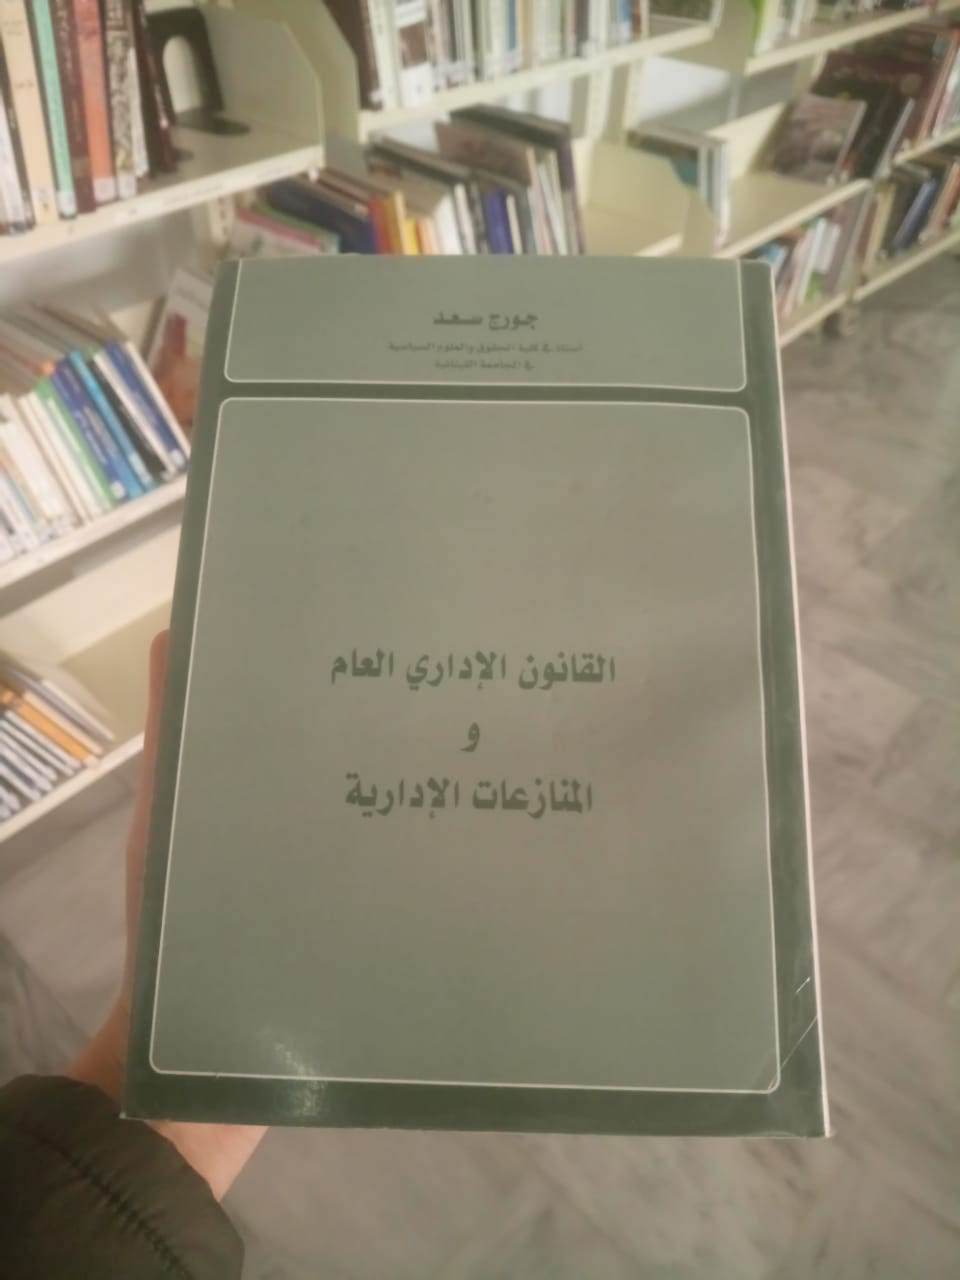 جورج سعد
أستاذ في كلية الحقوق والعلوم السياسية
في الجامعة اللبنانية
القانون الإداري العام
و
المنازعات الإدارية